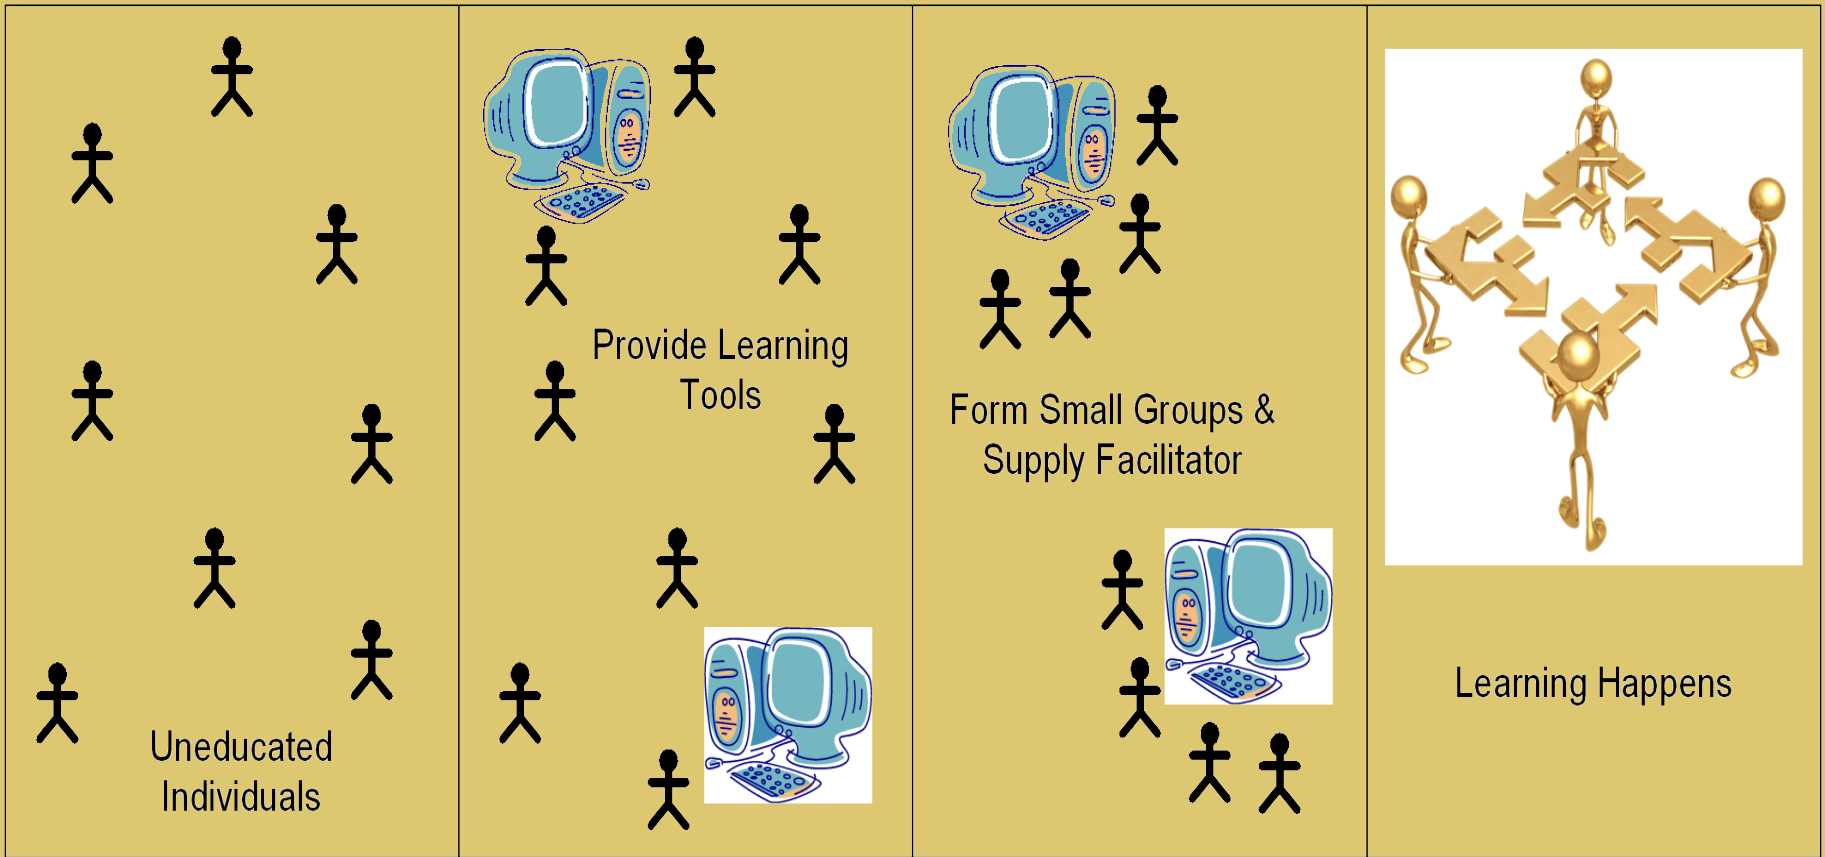 Uneducated
Individuals
Provide Learning
Tools
Form Small Groups &
Supply Facilitator
Learning Happens